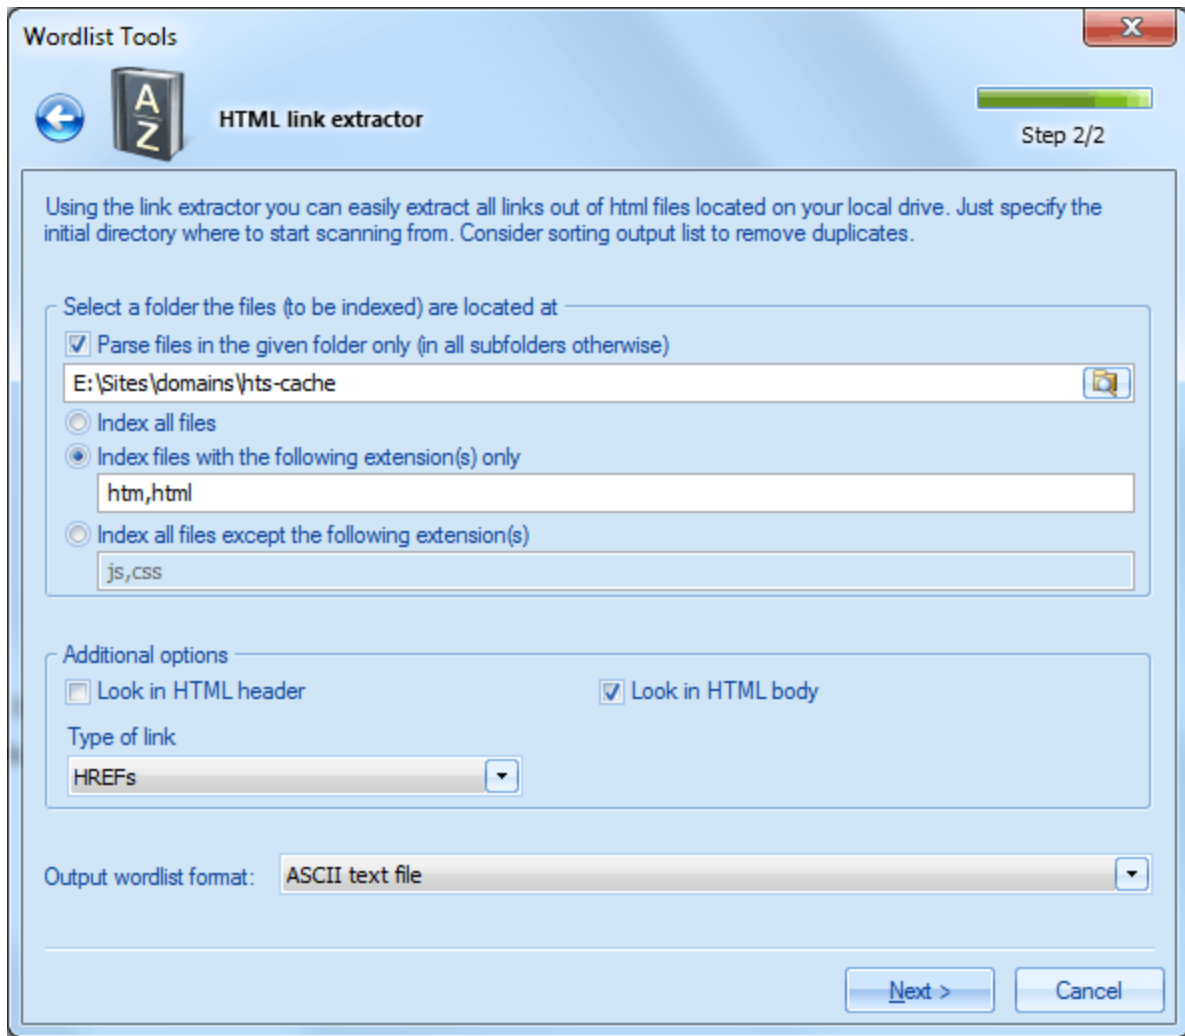 Wordlist Tools
A
Z
HTML link extractor
Step 2/2
Using the link extractor you can easily extract all links out of html files located on your local drive. Just specify the
initial directory where to start scanning from. Consider sorting output list to remove duplicates.
Select a folder the files (to be indexed) are located at
Parse files in the given folder only (in all subfolders otherwise)
E:\Sites\domains\hts-cache
Index all files
Index files with the following extension(s) only
htm,html
Index all files except the following extension(s)
js,css
Additional options
Look in HTML header
Look in HTML body
Type of link
HREFs
Output wordlist format:
ASCII text file
Next >
Cancel